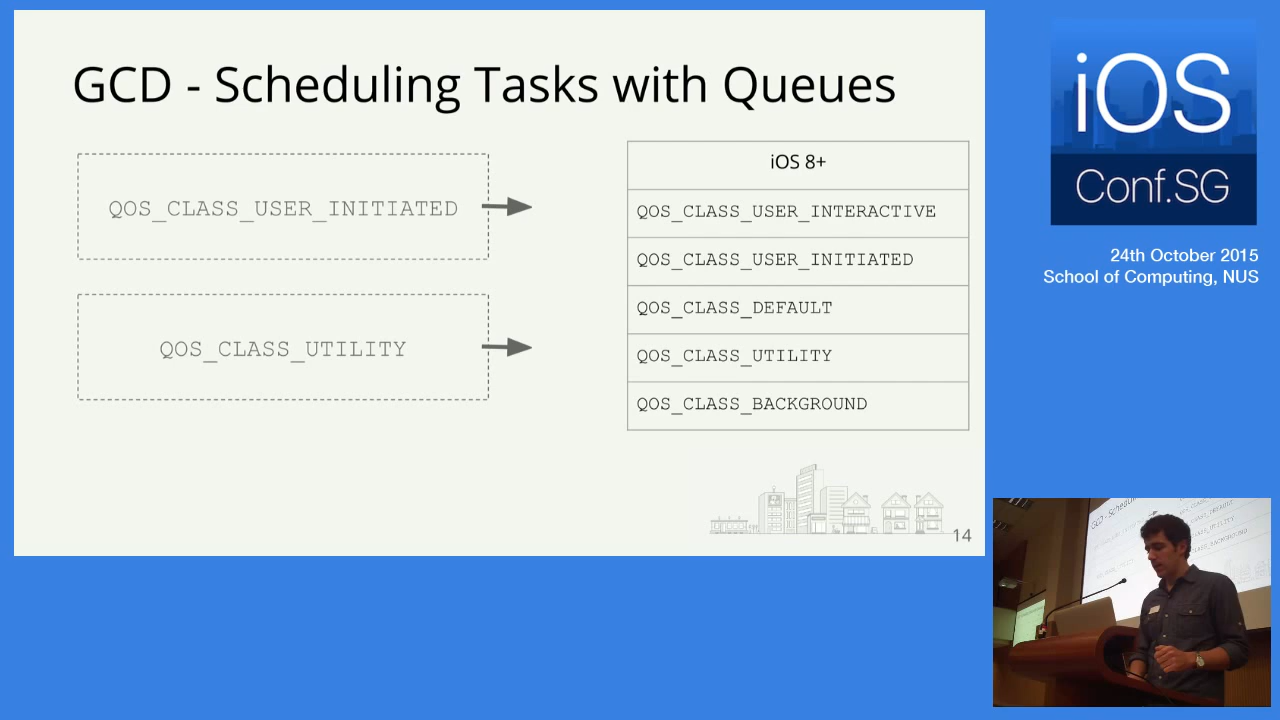 GCD - Scheduling Tasks with Queues
QOS_CLASS_USER_INITIATED
QOS_CLASS_UTILITY
iOS 8+
QOS_CLASS_USER_INTERACTIVE
QOS_CLASS_USER_INITIATED
QOS_CLASS_DEFAULT
QOS_CLASS_UTILITY
QOS_CLASS_BACKGROUND
14
iOS
Conf.SG
24th October 2015
School of Computing, NUS